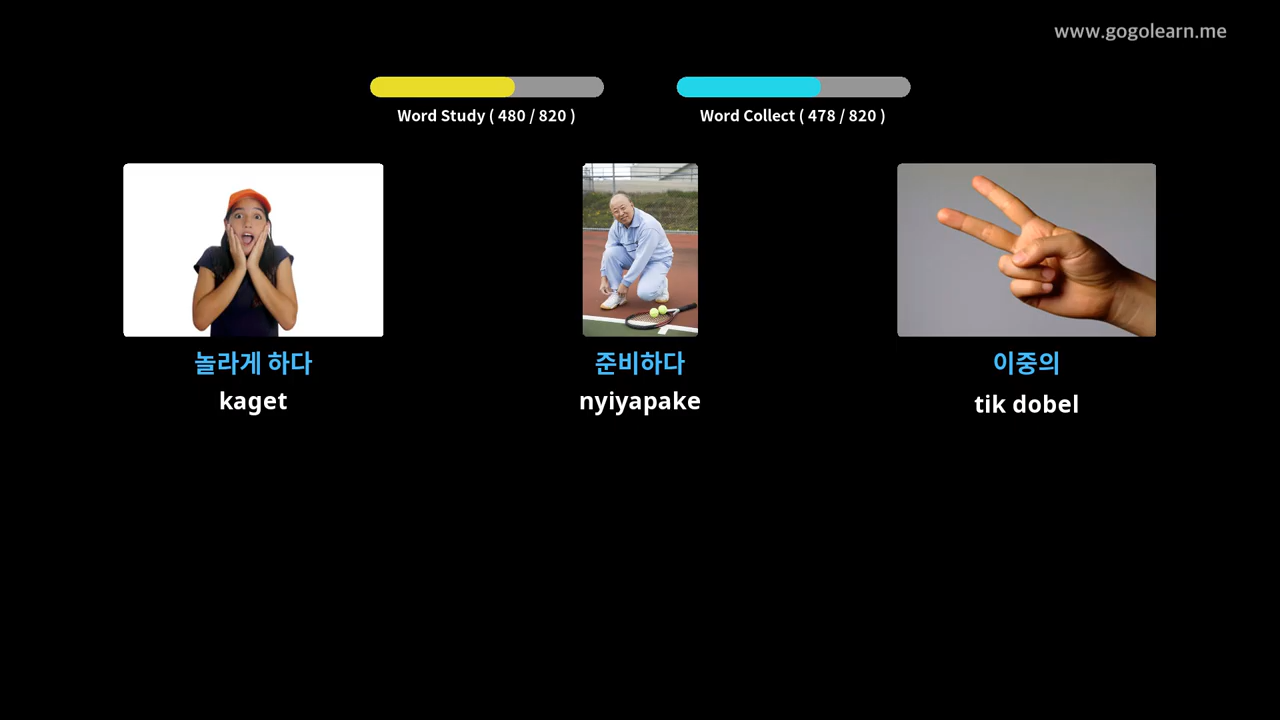 www.gogolearn.me
Word Study ( 480 / 820 )
Word Collect ( 478 / 820 )
놀라게 하다
준비하다
이중의
kaget
nyiyapake
tik dobel